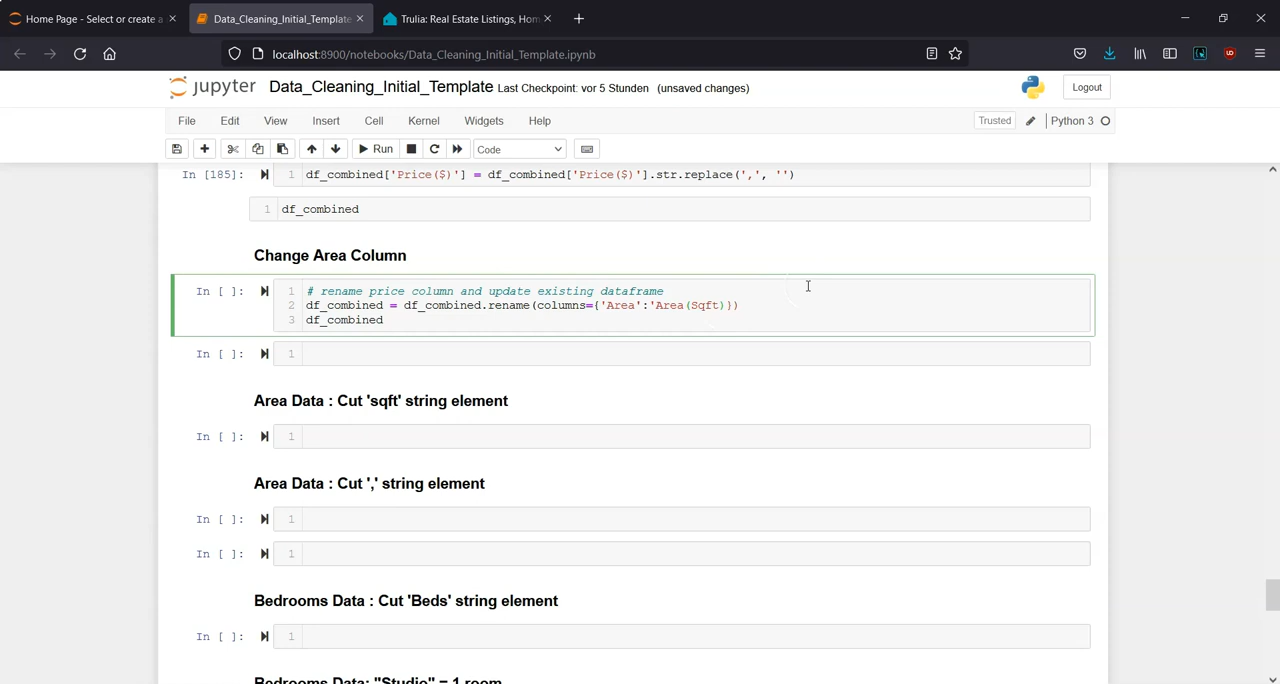 Home Page - Select or create a
Data_Cleaning_Initial_Template
Trulia: Real Estate Listings, Hom
localhost:8900/notebooks/Data_Cleaning_Initial_Template.ipynb
jupyter Data_Cleaning_Initial_Template Last Checkpoint: vor 5 Stunden (unsaved changes)
Logout
File Edit View Insert Cell Kernel Widgets Help
Trusted Python 3
Run Code
In [185]: 1 df_combined['Price($)'] = df_combined['Price($)'].str.replace(',', '')
1 df_combined
Change Area Column
In [ ]: 1 # rename price column and update existing dataframe
2 df_combined = df_combined.rename(columns={'Area':'Area(Sqft)})
3 df_combined
In [ ]: 1
Area Data : Cut 'sqft' string element
In [ ]: 1
Area Data : Cut ',' string element
In [ ]: 1
In [ ]: 1
Bedrooms Data : Cut 'Beds' string element
In [ ]: 1
Bedrooms Data: "Studio" = 1 room